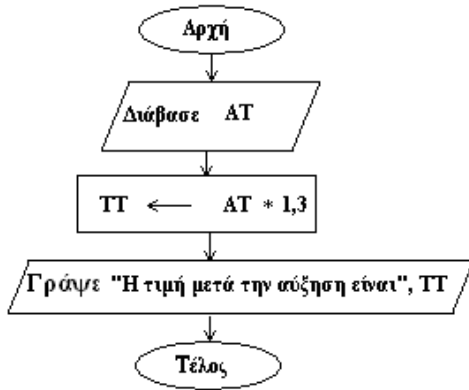 Αρχή
Διάβασε ΑΤ
ΤΤ ← ΑΤ * 1,3
Γράψε "Η τιμή μετά την αύξηση είναι", ΤΤ
Τέλος